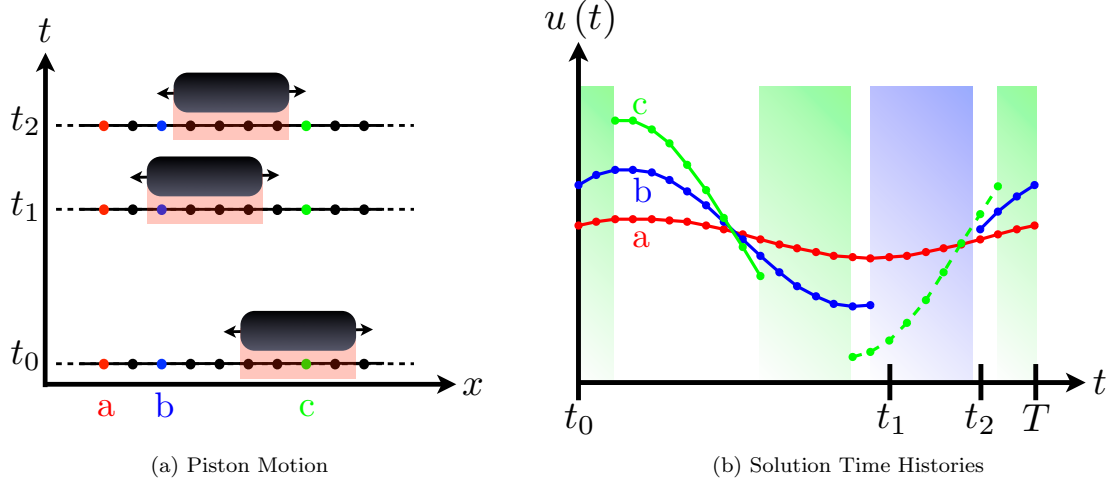 t
t₂
t₁
t₀
x
a b c
(a) Piston Motion
u (t)
c
b
a
t
t₀ t₁ t₂ T
(b) Solution Time Histories